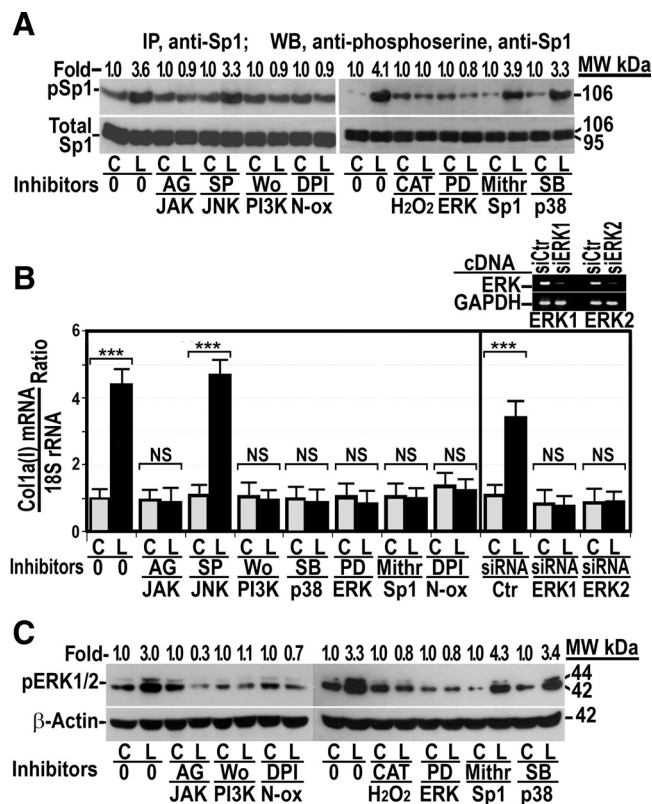 A
IP, anti-Sp1; WB, anti-phosphoserine, anti-Sp1
Fold– 1.0 3.6 1.0 0.9 1.0 3.3 1.0 0.9 1.0 0.9 1.0 4.1 1.0 1.0 1.0 0.8 1.0 3.9 1.0 3.3 MW kDa
pSp1– –106
Total Sp1– 106 95
C L C L C L C L C L C L C L C L C L C L
Inhibitors 0 0 AG SP Wo DPI 0 0 CAT PD Mithr SB
JAK JNK PI3K N-ox H2O2 ERK Sp1 p38
siCtr siERK1 siCtr siERK2
cDNA
ERK–
GAPDH–
ERK1 ERK2
B
6
4
2
1
0
Col1a(I) mRNA
18S rRNA
Ratio
*** *** ***
NS NS NS NS NS NS NS NS
C L C L C L C L C L C L C L C L C L C L C L
Inhibitors 0 0 AG SP Wo SB PD Mithr DPI siRNA siRNA siRNA
JAK JNK PI3K p38 ERK Sp1 N-ox Ctr ERK1 ERK2
C
Fold- 1.0 3.0 1.0 0.3 1.0 1.1 1.0 0.7 1.0 3.3 1.0 0.8 1.0 0.8 1.0 4.3 1.0 3.4 MW kDa
pERK1/2– 44 42
β-Actin– –42
C L C L C L C L C L C L C L C L C L
Inhibitors 0 0 AG Wo DPI 0 0 CAT PD Mithr SB
JAK PI3K N-ox H2O2 ERK Sp1 p38